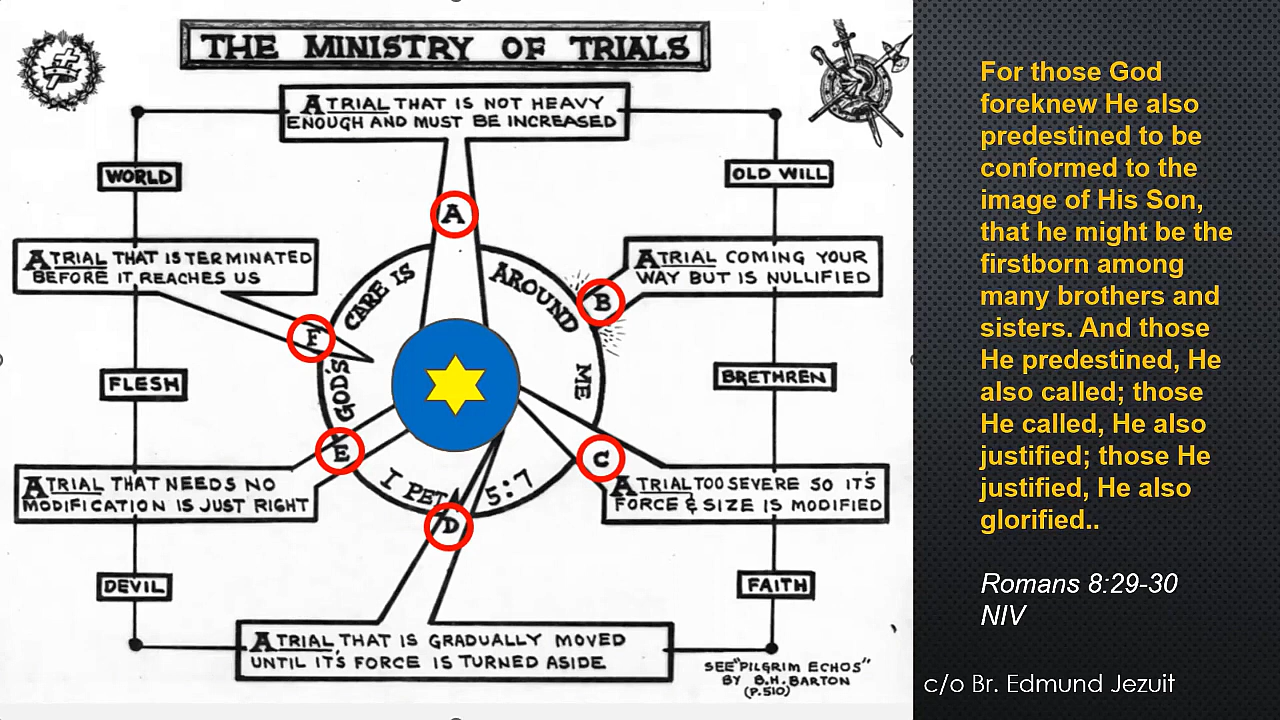 THE MINISTRY OF TRIALS
A TRIAL THAT IS NOT HEAVY
ENOUGH AND MUST BE INCREASED
WORLD
OLD WILL
A
A TRIAL THAT IS TERMINATED
BEFORE IT REACHES US
A TRIAL COMING YOUR
WAY BUT IS NULLIFIED
B
F
GOD'S CARE IS AROUND ME
I PET. 5:7
FLESH
BRETHREN
E
C
A TRIAL THAT NEEDS NO
MODIFICATION IS JUST RIGHT
A TRIAL TOO SEVERE SO IT'S
FORCE & SIZE IS MODIFIED
D
DEVIL
FAITH
A TRIAL THAT IS GRADUALLY MOVED
UNTIL IT'S FORCE IS TURNED ASIDE
SEE "PILGRIM ECHOS"
BY B.H. BARTON
(P.510)
For those God
foreknew He also
predestined to be
conformed to the
image of His Son,
that he might be the
firstborn among
many brothers and
sisters. And those
He predestined, He
also called; those
He called, He also
justified; those He
justified, He also
glorified..
Romans 8:29-30
NIV
c/o Br. Edmund Jezuit